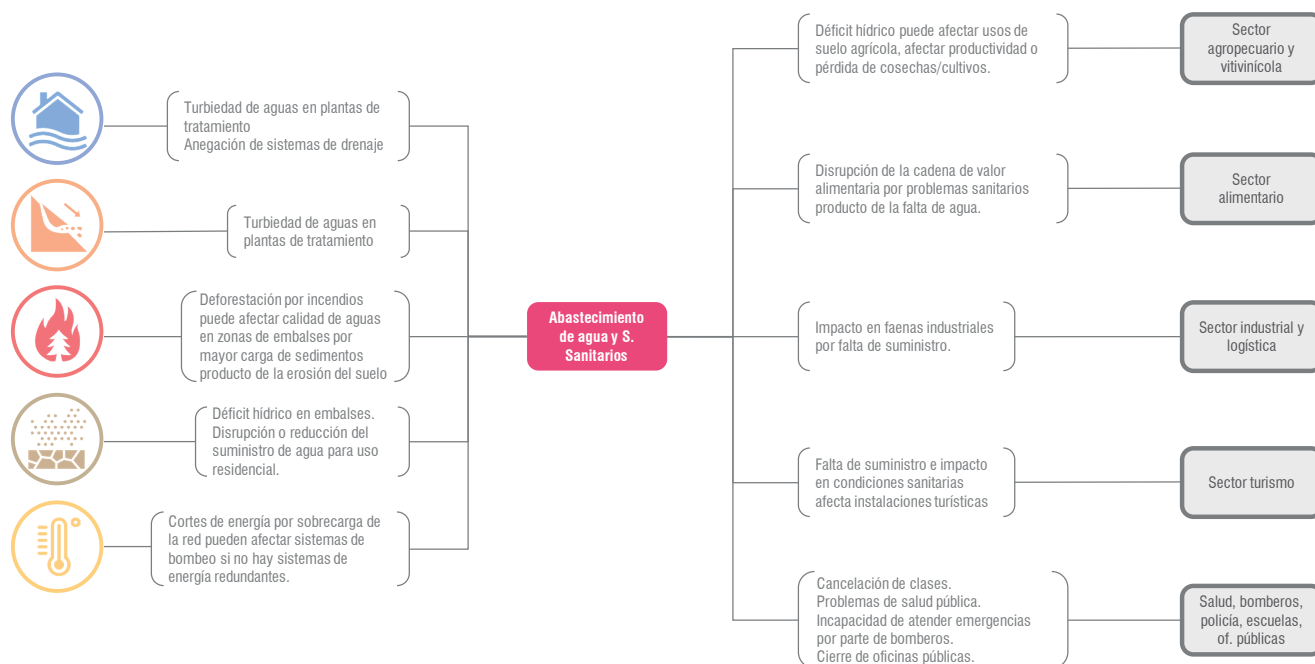 Turbiedad de aguas en plantas de
tratamiento
Anegación de sistemas de drenaje
Turbiedad de aguas en
plantas de tratamiento
Deforestación por incendios
puede afectar calidad de aguas
en zonas de embalses por
mayor carga de sedimentos
producto de la erosión del suelo
Déficit hídrico en embalses.
Disrupción o reducción del
suministro de agua para uso
residencial.
Cortes de energía por sobrecarga de
la red pueden afectar sistemas de
bombeo si no hay sistemas de
energía redundantes.
Abastecimiento
de agua y S.
Sanitarios
Déficit hídrico puede afectar usos de
suelo agrícola, afectar productividad o
pérdida de cosechas/cultivos.
Sector
agropecuario y
vitivinícola
Disrupción de la cadena de valor
alimentaria por problemas sanitarios
producto de la falta de agua.
Sector
alimentario
Impacto en faenas industriales
por falta de suministro.
Sector industrial y
logística
Falta de suministro e impacto
en condiciones sanitarias
afecta instalaciones turísticas
Sector turismo
Cancelación de clases.
Problemas de salud pública.
Incapacidad de atender emergencias
por parte de bomberos.
Cierre de oficinas públicas.
Salud, bomberos,
policía, escuelas,
of. públicas